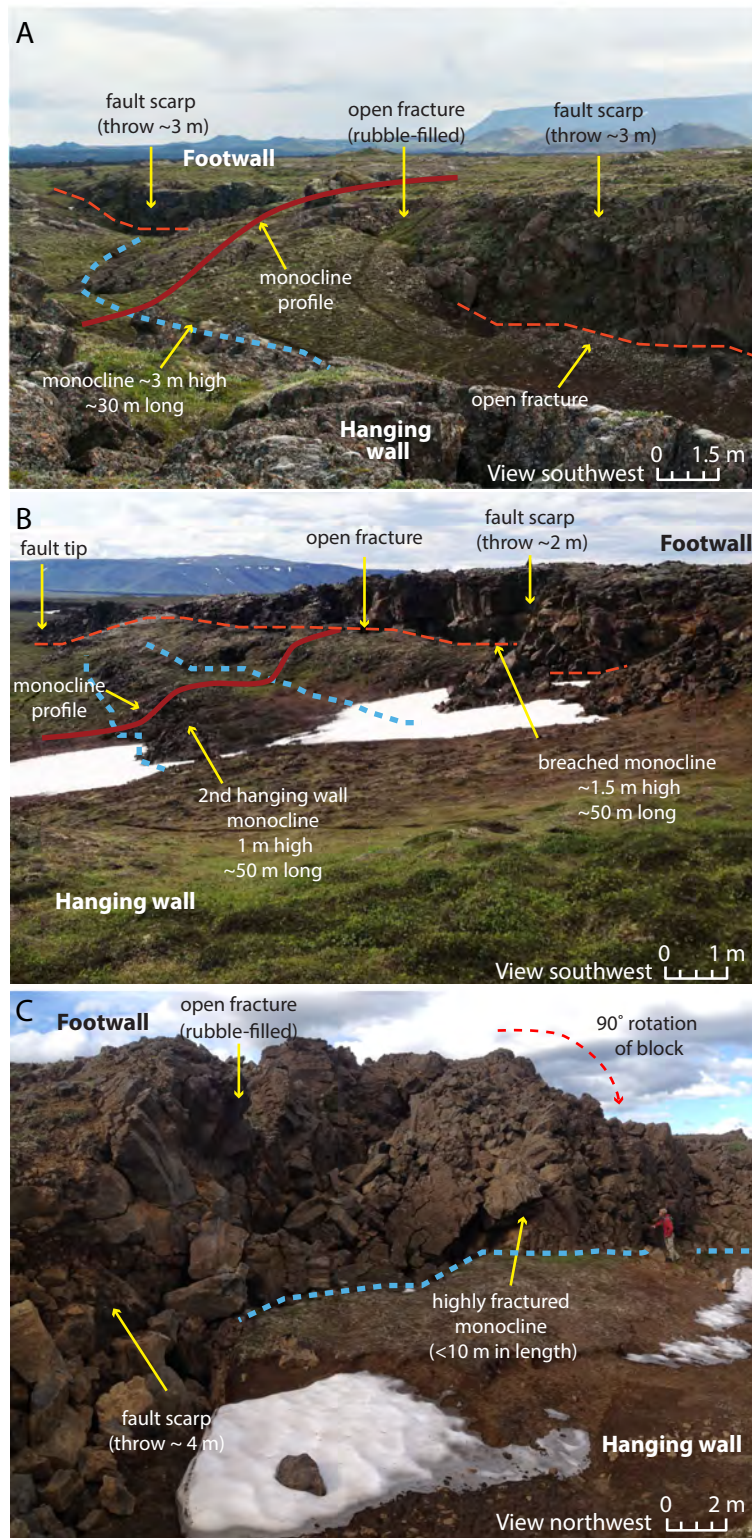 A
fault scarp
(throw ~3 m)
open fracture
(rubble-filled)
fault scarp
(throw ~3 m)
Footwall
monocline
profile
monocline ~3 m high
~30 m long
open fracture
Hanging
wall
0 1.5 m
View southwest
B
fault tip
open fracture
fault scarp
(throw ~2 m)
Footwall
monocline
profile
2nd hanging wall
monocline
1 m high
~50 m long
breached monocline
~1.5 m high
~50 m long
Hanging wall
0 1 m
View southwest
C
Footwall
open fracture
(rubble-filled)
90˚ rotation
of block
highly fractured
monocline
(<10 m in length)
fault scarp
(throw ~ 4 m)
Hanging wall
0 2 m
View northwest